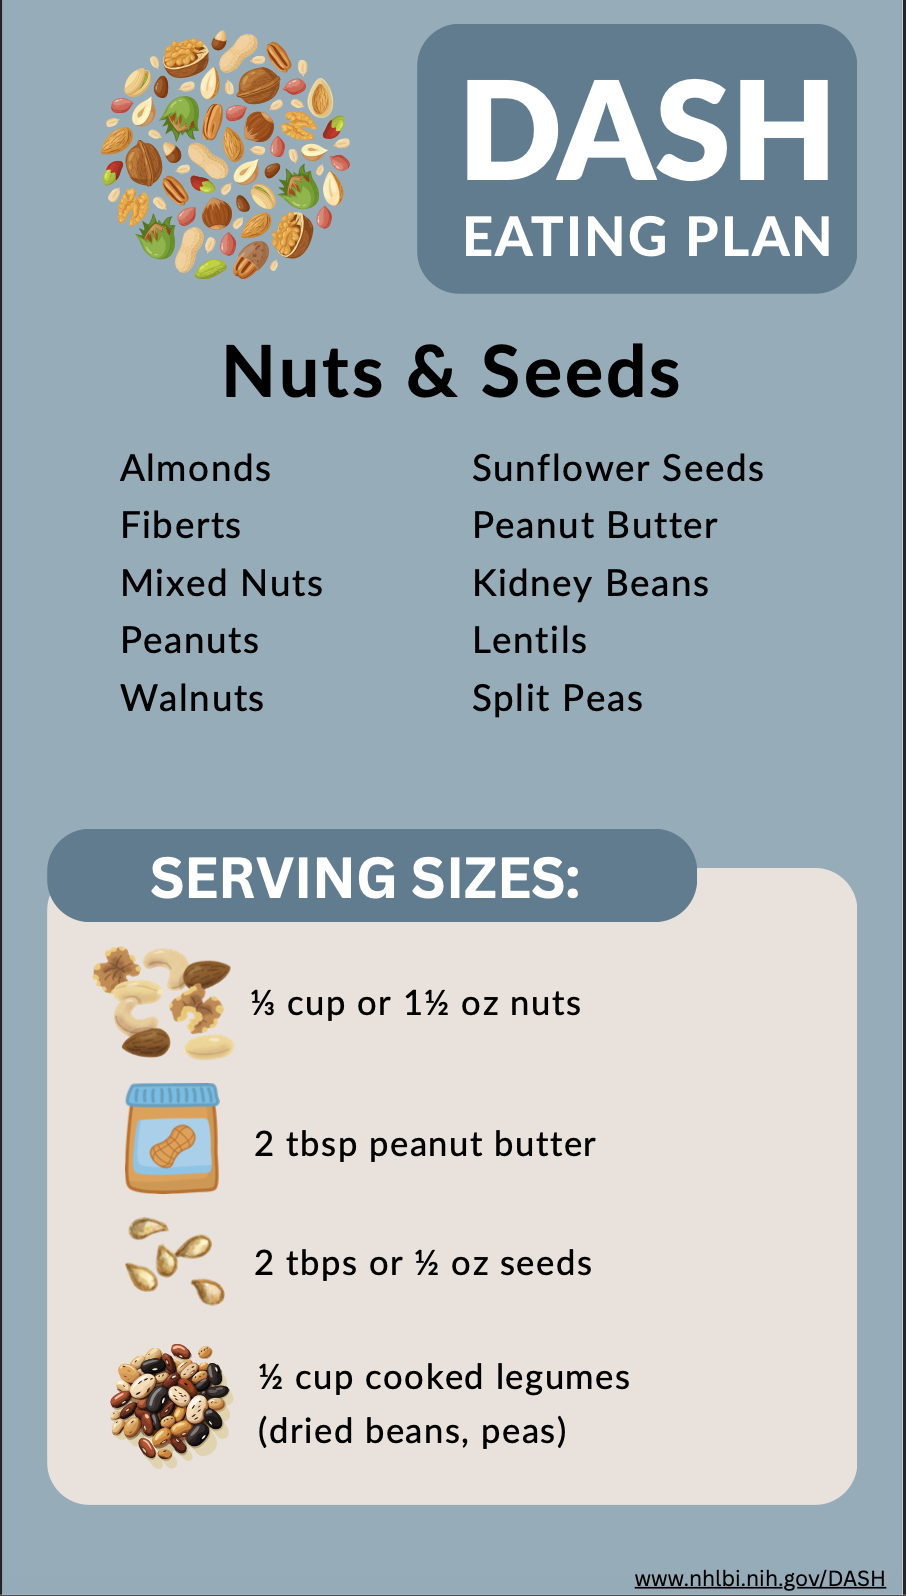 DASH
EATING PLAN
Nuts & Seeds
Almonds
Fiberts
Mixed Nuts
Peanuts
Walnuts
Sunflower Seeds
Peanut Butter
Kidney Beans
Lentils
Split Peas
SERVING SIZES:
⅓ cup or 1½ oz nuts
2 tbsp peanut butter
2 tbps or ½ oz seeds
½ cup cooked legumes
(dried beans, peas)
www.nhlbi.nih.gov/DASH